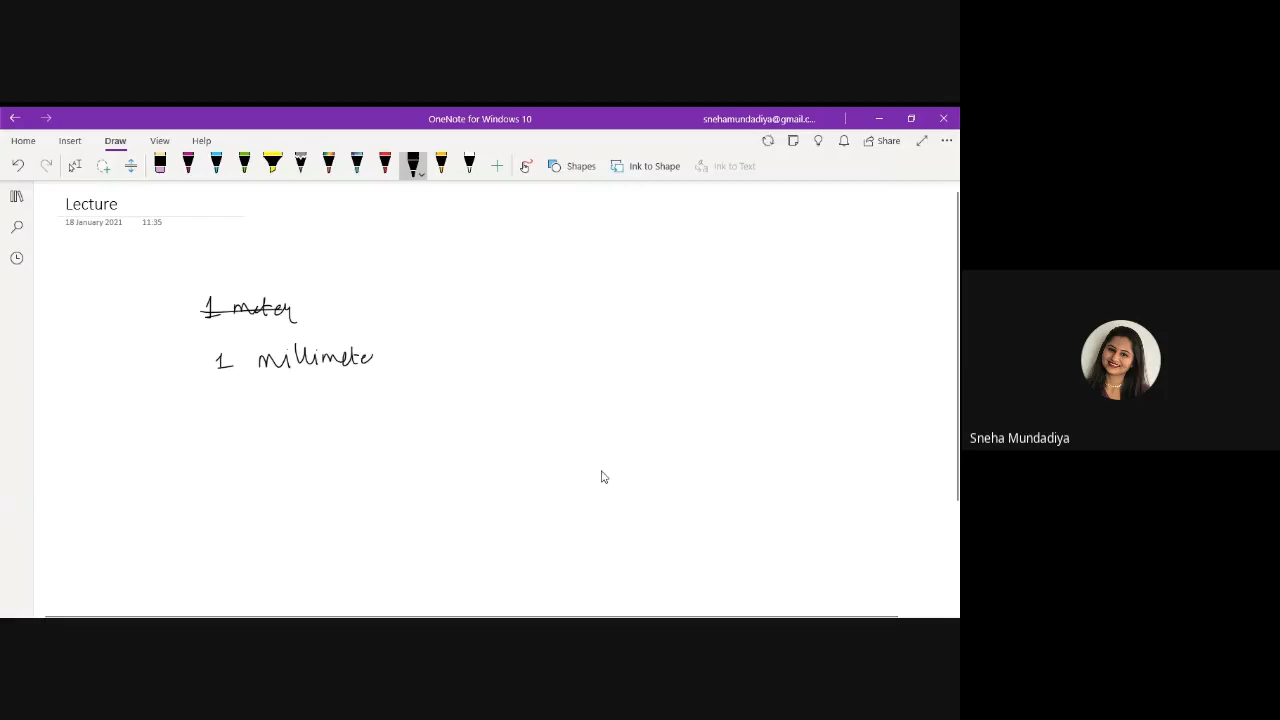 OneNote for Windows 10
snehamundadiya@gmail.c...
Home Insert Draw View Help
Share
Shapes Ink to Shape Ink to Text
Lecture
18 January 2021 11:35
1 meter
1 millimete
Sneha Mundadiya